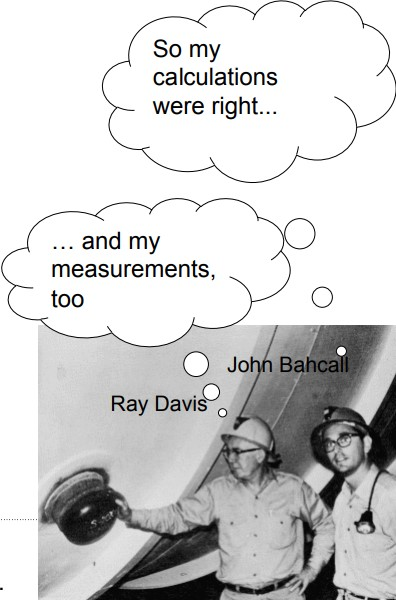 So my
calculations
were right...
… and my
measurements,
too
John Bahcall
Ray Davis
.